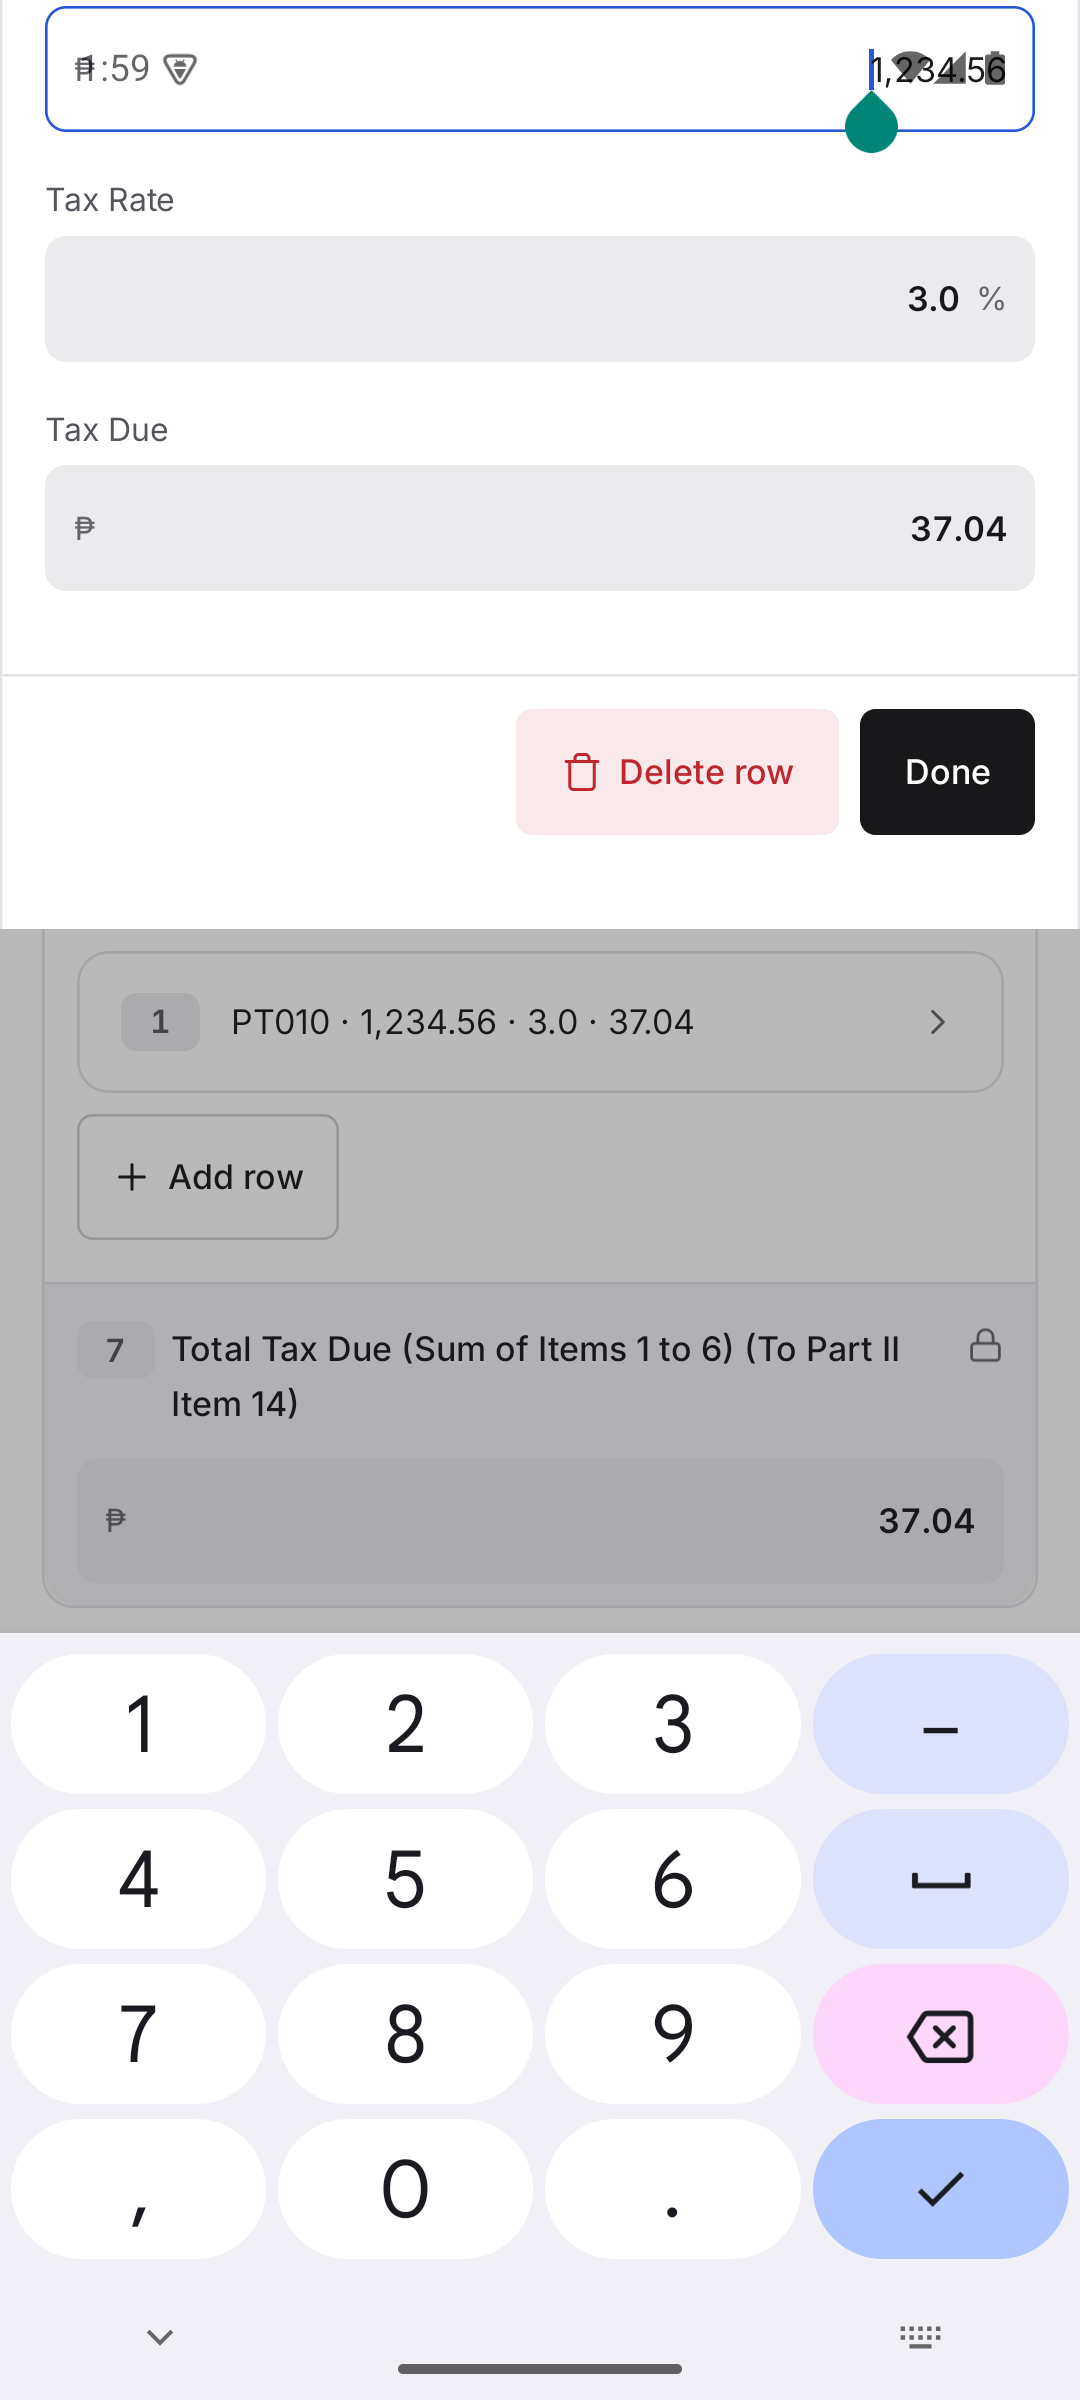 ₱ 1:59 1,234.56
Tax Rate
3.0 %
Tax Due
₱ 37.04
Delete row
Done
1 PT010 · 1,234.56 · 3.0 · 37.04
+ Add row
7 Total Tax Due (Sum of Items 1 to 6) (To Part II
Item 14)
₱ 37.04
1 2 3 –
4 5 6
7 8 9
, 0 .